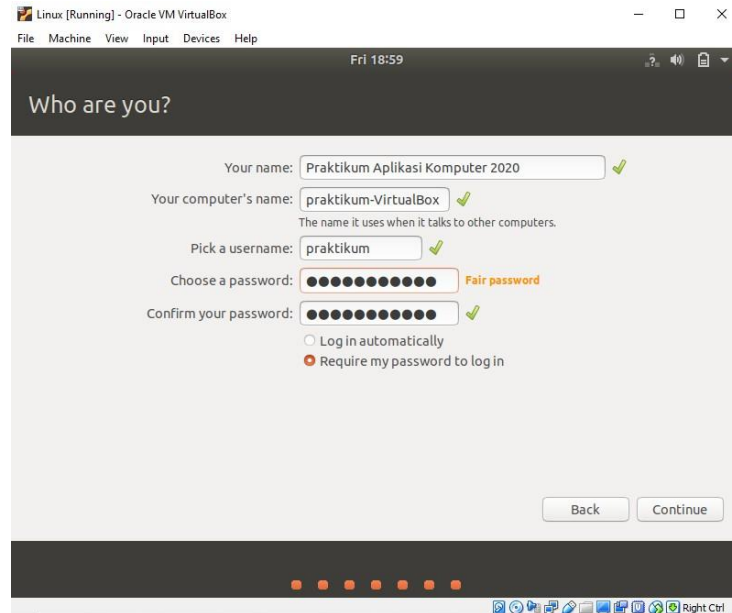 Linux [Running] - Oracle VM VirtualBox
File Machine View Input Devices Help
Fri 18:59
Who are you?
Your name: Praktikum Aplikasi Komputer 2020
Your computer's name: praktikum-VirtualBox
The name it uses when it talks to other computers.
Pick a username: praktikum
Choose a password: ●●●●●●●●●●● Fair password
Confirm your password: ●●●●●●●●●●●
Log in automatically
Require my password to log in
Back Continue
Right Ctrl